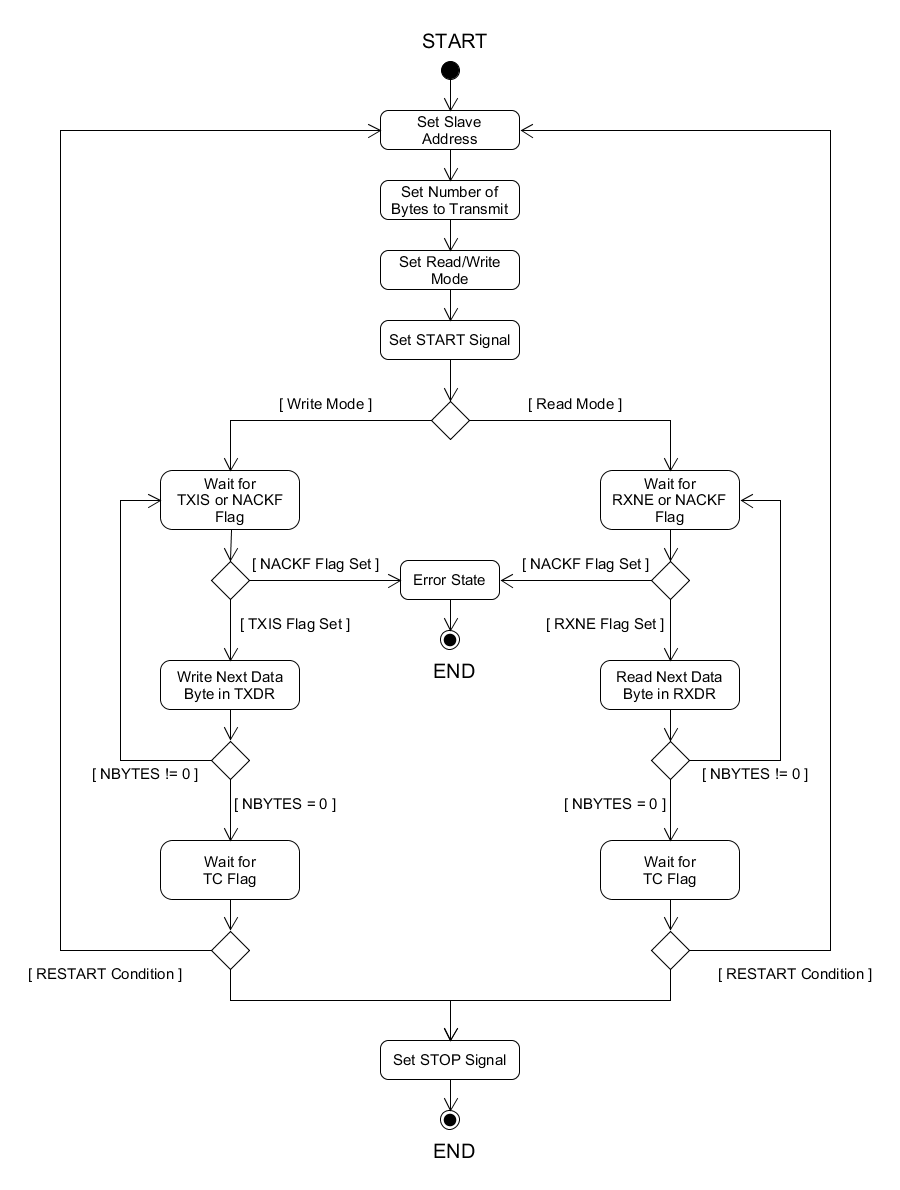 START
Set Slave
Address
Set Number of
Bytes to Transmit
Set Read/Write
Mode
Set START Signal
[ Write Mode ]
[ Read Mode ]
Wait for
TXIS or NACKF
Flag
Wait for
RXNE or NACKF
Flag
[ NACKF Flag Set ]
Error State
[ NACKF Flag Set ]
[ TXIS Flag Set ]
[ RXNE Flag Set ]
END
Write Next Data
Byte in TXDR
Read Next Data
Byte in RXDR
[ NBYTES != 0 ]
[ NBYTES != 0 ]
[ NBYTES = 0 ]
[ NBYTES = 0 ]
Wait for
TC Flag
Wait for
TC Flag
[ RESTART Condition ]
[ RESTART Condition ]
Set STOP Signal
END